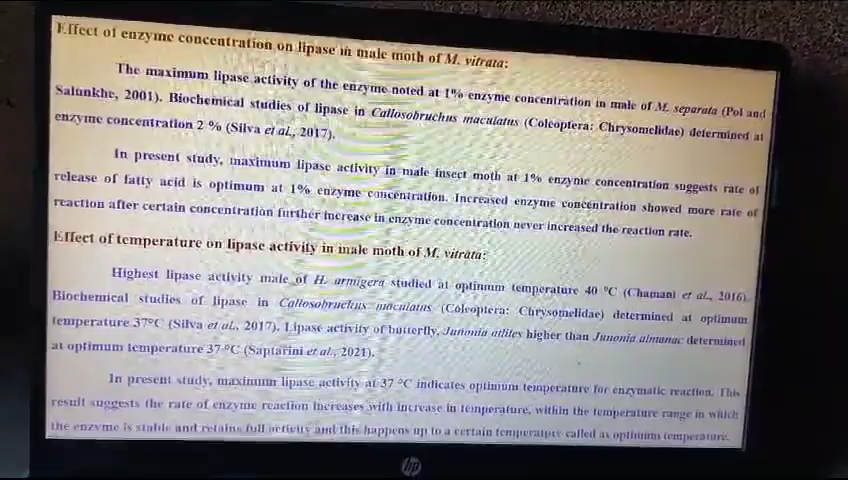 Effect of enzyme concentration on lipase in male moth of M. vitrata:
The maximum lipase activity of the enzyme noted at 1% enzyme concentration in male of M. separata (Pol and
Salunkhe, 2001). Biochemical studies of lipase in Callosobruchus maculatus (Coleoptera: Chrysomelidae) determined at
enzyme concentration 2 % (Silva et al., 2017).
In present study, maximum lipase activity in male insect moth at 1% enzyme concentration suggests rate of
release of fatty acid is optimum at 1% enzyme concentration. Increased enzyme concentration showed more rate of
reaction after certain concentration further increase in enzyme concentration never increased the reaction rate.
Effect of temperature on lipase activity in male moth of M. vitrata:
Highest lipase activity male of H. armigera studied at optimum temperature 40 °C (Chamani et al., 2016).
Biochemical studies of lipase in Callosobruchus maculatus (Coleoptera: Chrysomelidae) determined at optimum
temperature 37°C (Silva et al., 2017). Lipase activity of butterfly, Junonia atlites higher than Junonia almanac determined
at optimum temperature 37 °C (Saptarini et al., 2021).
In present study, maximum lipase activity at 37 °C indicates optimum temperature for enzymatic reaction. This
result suggests the rate of enzyme reaction increases with increase in temperature, within the temperature range in which
the enzyme is stable and retains full activity and this happens up to a certain temperature called as optimum temperature.
hp